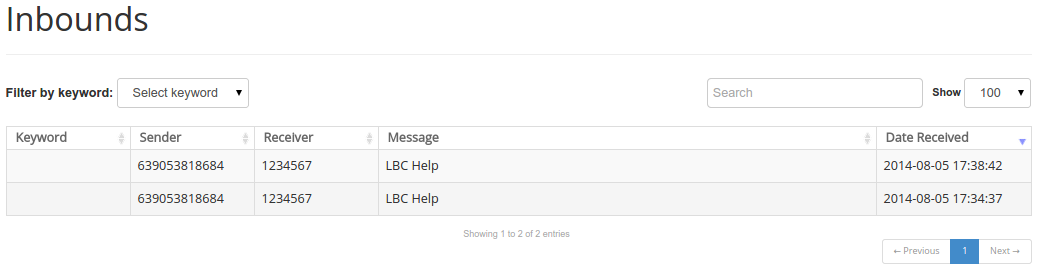 Inbounds
Filter by keyword: Select keyword Search Show 100
Keyword Sender Receiver Message Date Received
639053818684 1234567 LBC Help 2014-08-05 17:38:42
639053818684 1234567 LBC Help 2014-08-05 17:34:37
Showing 1 to 2 of 2 entries
← Previous 1 Next →